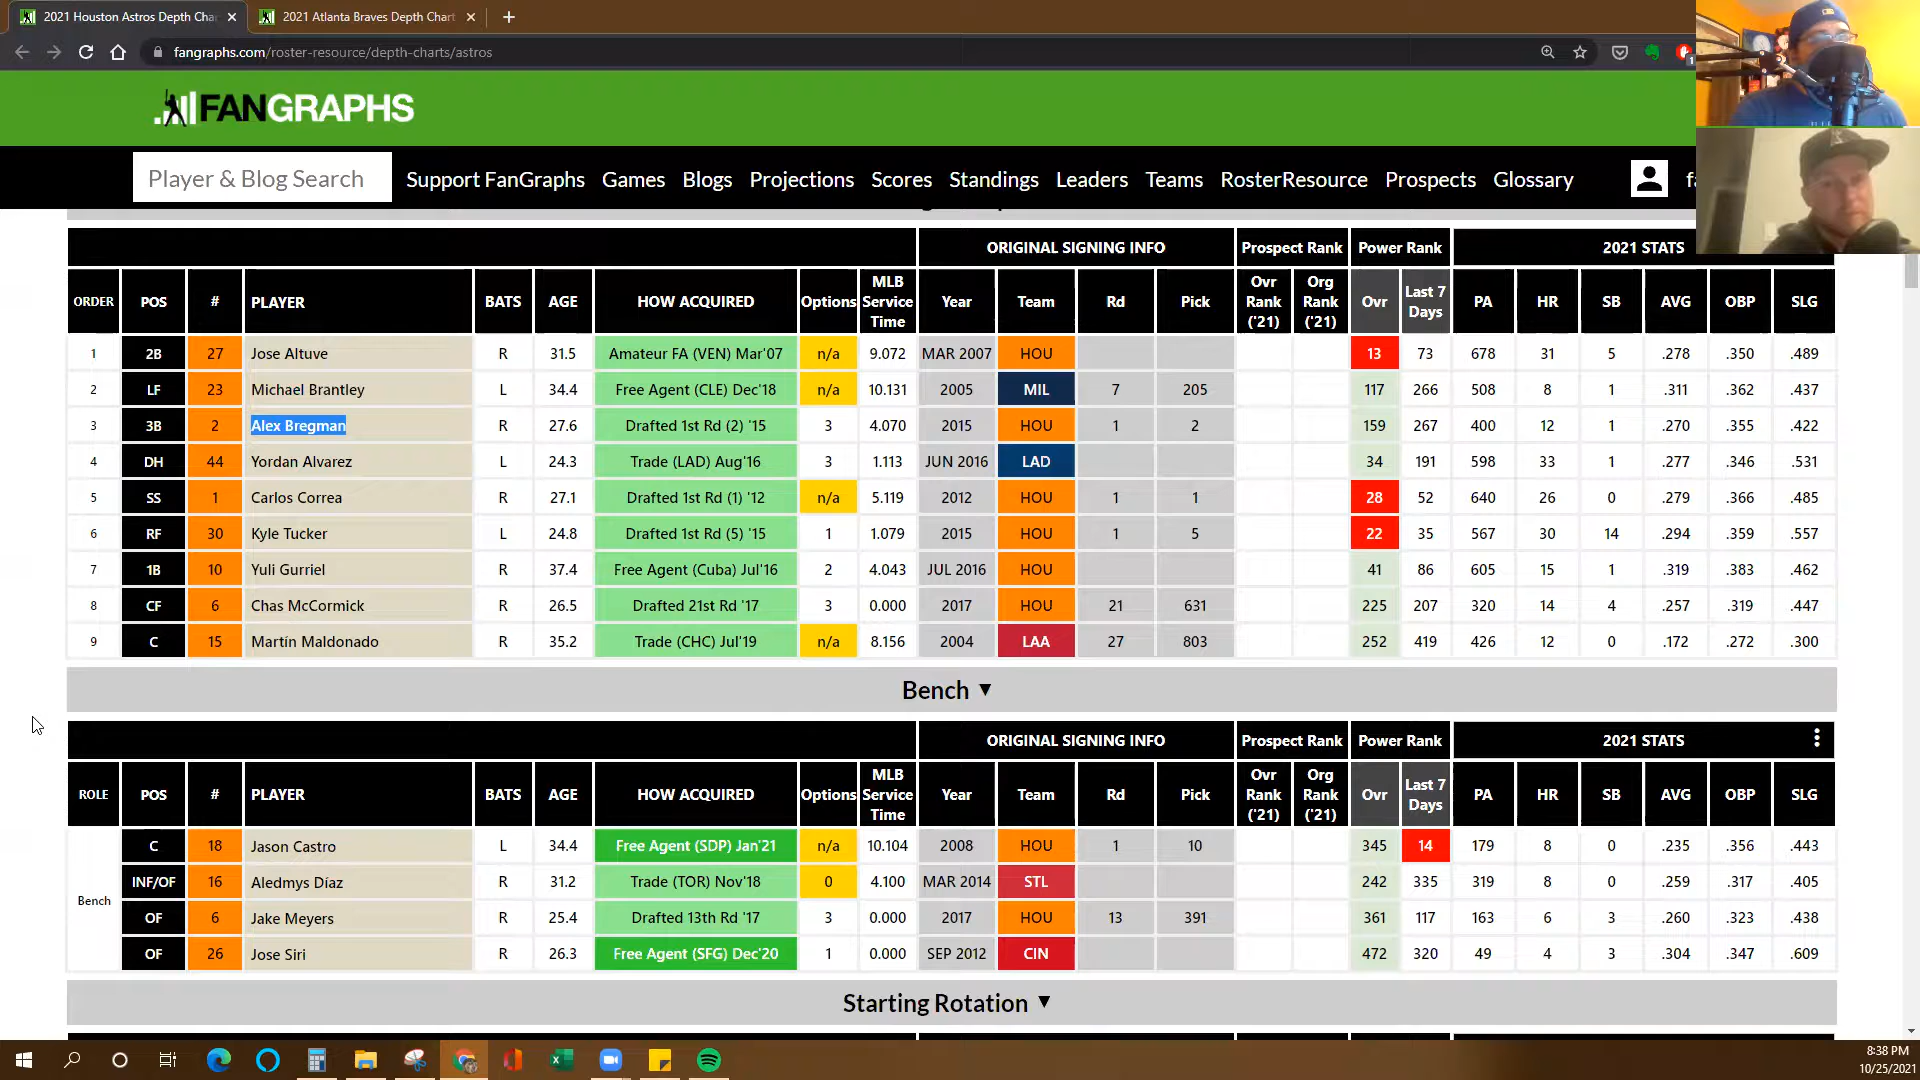 2021 Houston Astros Depth Cha
2021 Atlanta Braves Depth Chart
fangraphs.com/roster-resource/depth-charts/astros
FANGRAPHS
Player & Blog Search Support FanGraphs Games Blogs Projections Scores Standings Leaders Teams RosterResource Prospects Glossary
ORIGINAL SIGNING INFO Prospect Rank Power Rank 2021 STATS
ORDER POS # PLAYER BATS AGE HOW ACQUIRED Options MLB Service Time Year Team Rd Pick Ovr Rank ('21) Org Rank ('21) Ovr Last 7 Days PA HR SB AVG OBP SLG
1 2B 27 Jose Altuve R 31.5 Amateur FA (VEN) Mar'07 n/a 9.072 MAR 2007 HOU 13 73 678 31 5 .278 .350 .489
2 LF 23 Michael Brantley L 34.4 Free Agent (CLE) Dec'18 n/a 10.131 2005 MIL 7 205 117 266 508 8 1 .311 .362 .437
3 3B 2 Alex Bregman R 27.6 Drafted 1st Rd (2) '15 3 4.070 2015 HOU 1 2 159 267 400 12 1 .270 .355 .422
4 DH 44 Yordan Alvarez L 24.3 Trade (LAD) Aug'16 3 1.113 JUN 2016 LAD 34 191 598 33 1 .277 .346 .531
5 SS 1 Carlos Correa R 27.1 Drafted 1st Rd (1) '12 n/a 5.119 2012 HOU 1 1 28 52 640 26 0 .279 .366 .485
6 RF 30 Kyle Tucker L 24.8 Drafted 1st Rd (5) '15 1 1.079 2015 HOU 1 5 22 35 567 30 14 .294 .359 .557
7 1B 10 Yuli Gurriel R 37.4 Free Agent (Cuba) Jul'16 2 4.043 JUL 2016 HOU 41 86 605 15 1 .319 .383 .462
8 CF 6 Chas McCormick R 26.5 Drafted 21st Rd '17 3 0.000 2017 HOU 21 631 225 207 320 14 4 .257 .319 .447
9 C 15 Martín Maldonado R 35.2 Trade (CHC) Jul'19 n/a 8.156 2004 LAA 27 803 252 419 426 12 0 .172 .272 .300
Bench ▼
ORIGINAL SIGNING INFO Prospect Rank Power Rank 2021 STATS
ROLE POS # PLAYER BATS AGE HOW ACQUIRED Options MLB Service Time Year Team Rd Pick Ovr Rank ('21) Org Rank ('21) Ovr Last 7 Days PA HR SB AVG OBP SLG
Bench
C 18 Jason Castro L 34.4 Free Agent (SDP) Jan'21 n/a 10.104 2008 HOU 1 10 345 14 179 8 0 .235 .356 .443
INF/OF 16 Aledmys Díaz R 31.2 Trade (TOR) Nov'18 0 4.100 MAR 2014 STL 242 335 319 8 0 .259 .317 .405
OF 6 Jake Meyers R 25.4 Drafted 13th Rd '17 3 0.000 2017 HOU 13 391 361 117 163 6 3 .260 .323 .438
OF 26 Jose Siri R 26.3 Free Agent (SFG) Dec'20 1 0.000 SEP 2012 CIN 472 320 49 4 3 .304 .347 .609
Starting Rotation ▼
8:38 PM
10/25/2021